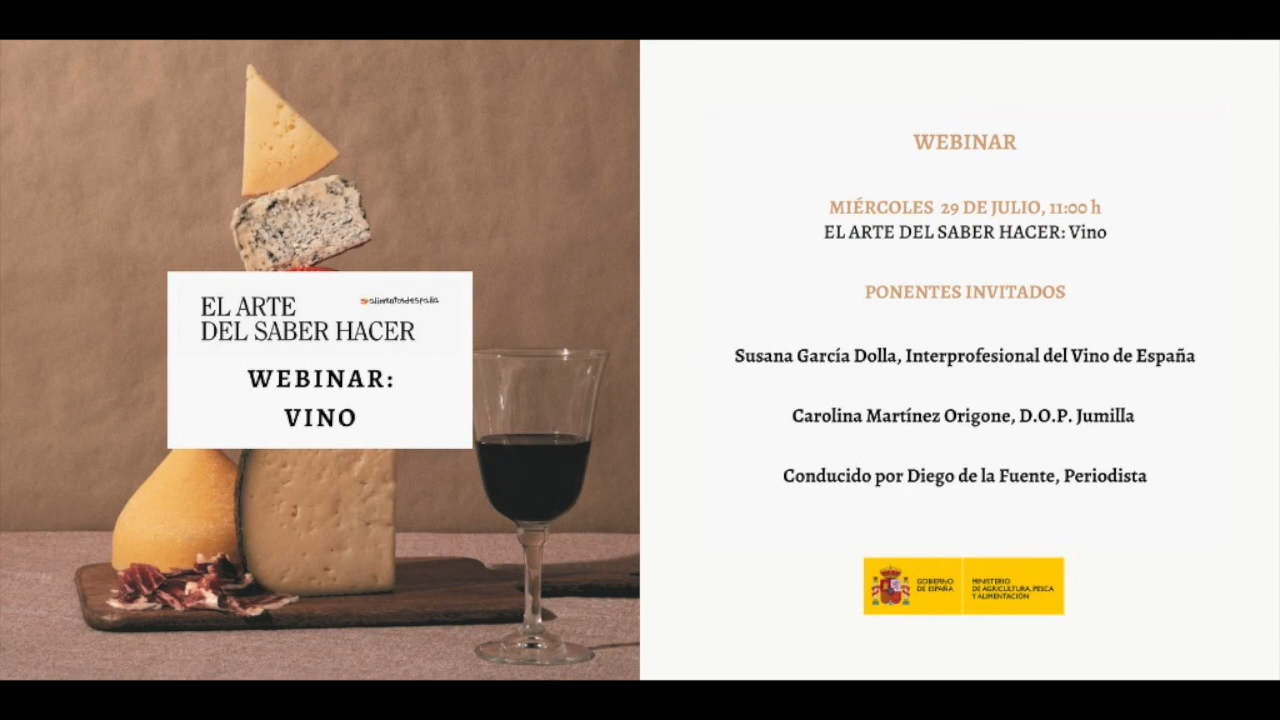 EL ARTE
DEL SABER HACER
alimentosdespaña
WEBINAR:
VINO
WEBINAR
MIÉRCOLES 29 DE JULIO, 11:00 h
EL ARTE DEL SABER HACER: Vino
PONENTES INVITADOS
Susana García Dolla, Interprofesional del Vino de España
Carolina Martínez Origone, D.O.P. Jumilla
Conducido por Diego de la Fuente, Periodista
GOBIERNO
DE ESPAÑA
MINISTERIO
DE AGRICULTURA, PESCA
Y ALIMENTACIÓN